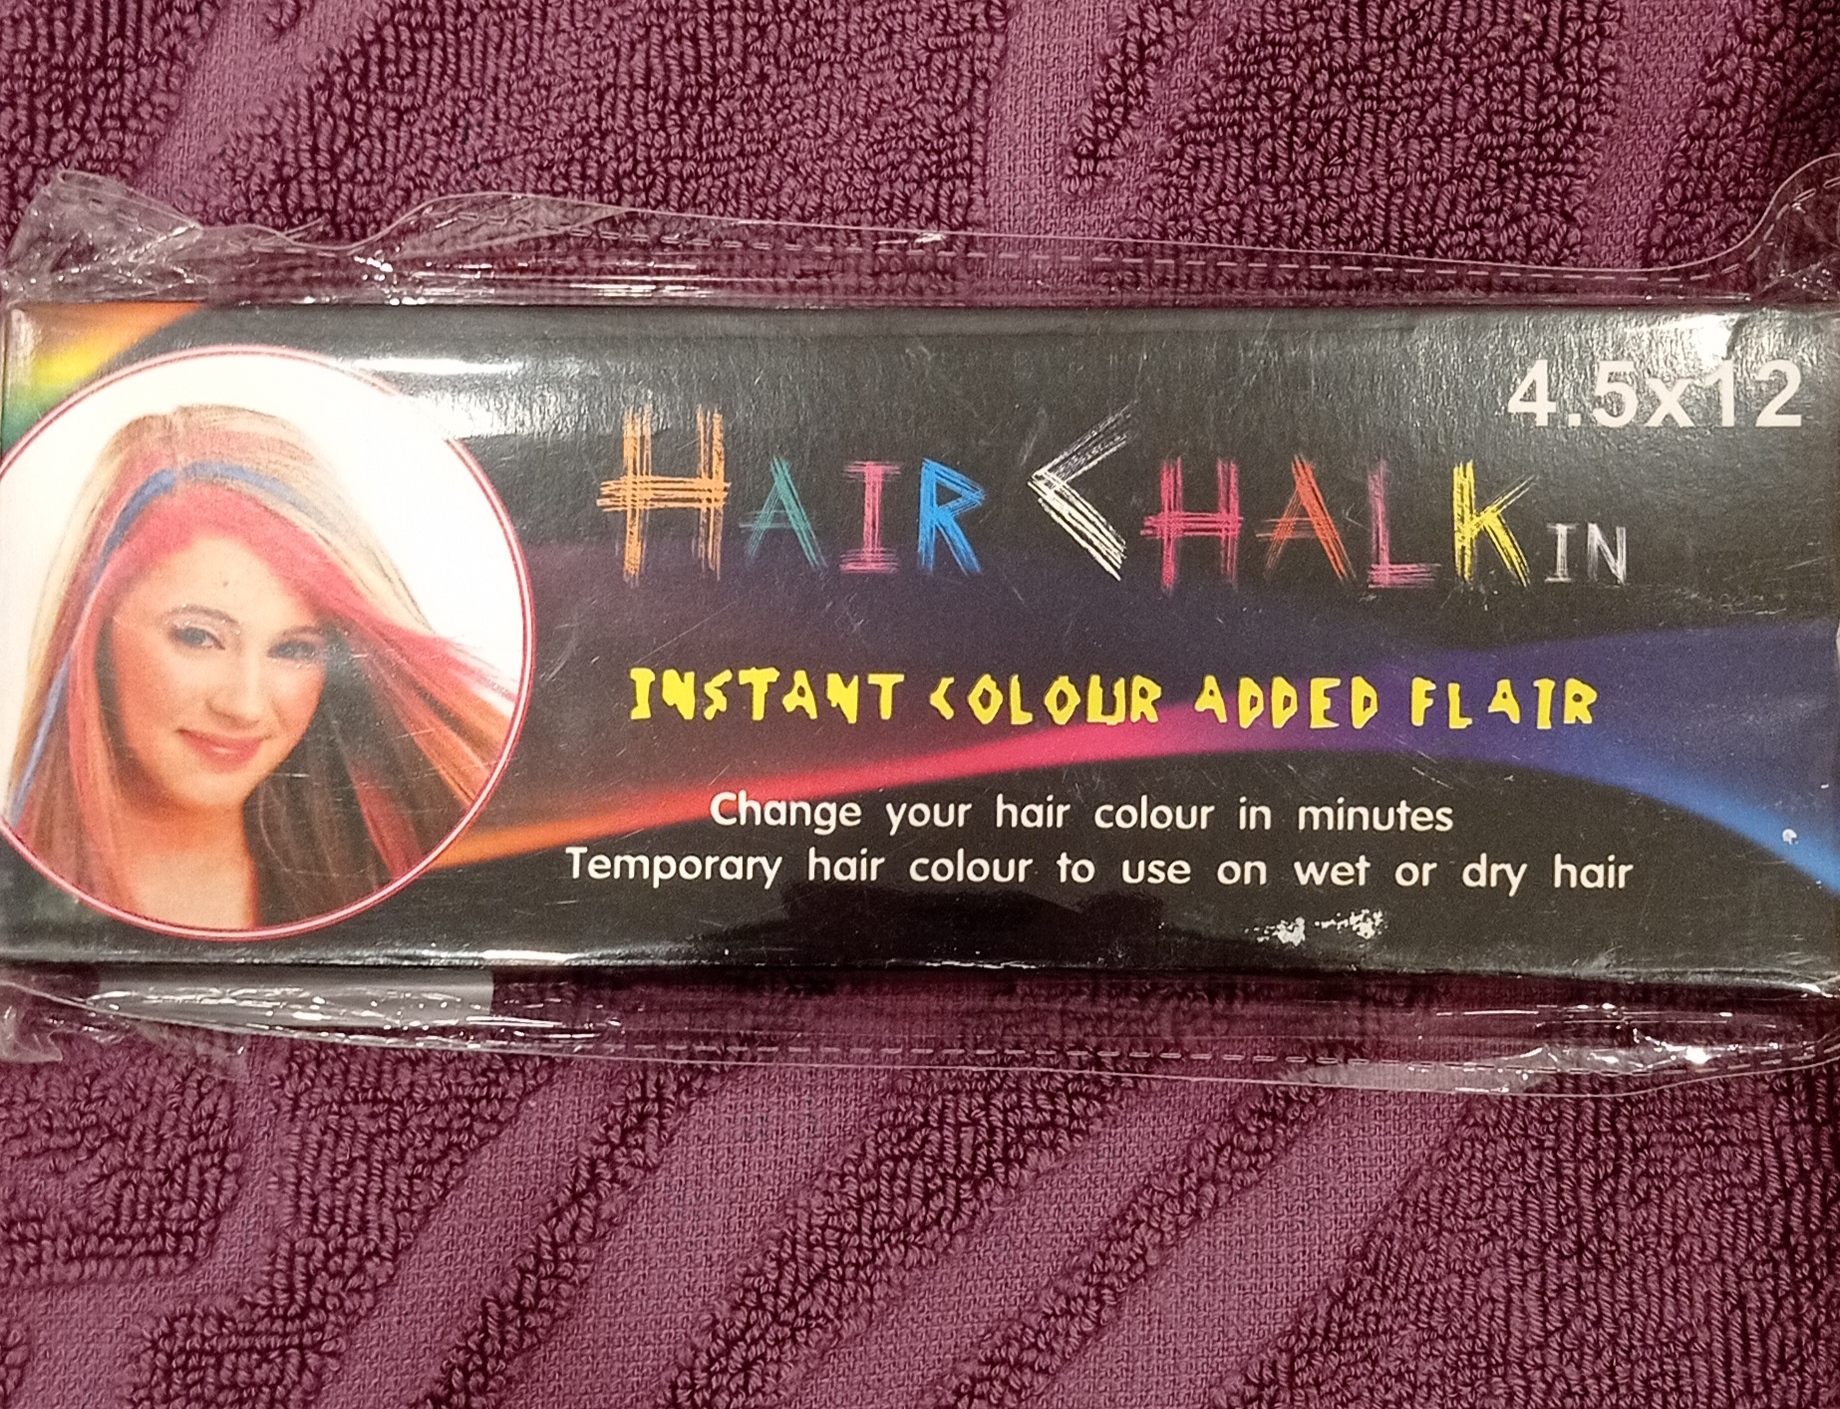 4.5x12
HAIR CHALK IN
INSTANT COLOUR ADDED FLAIR
Change your hair colour in minutes
Temporary hair colour to use on wet or dry hair